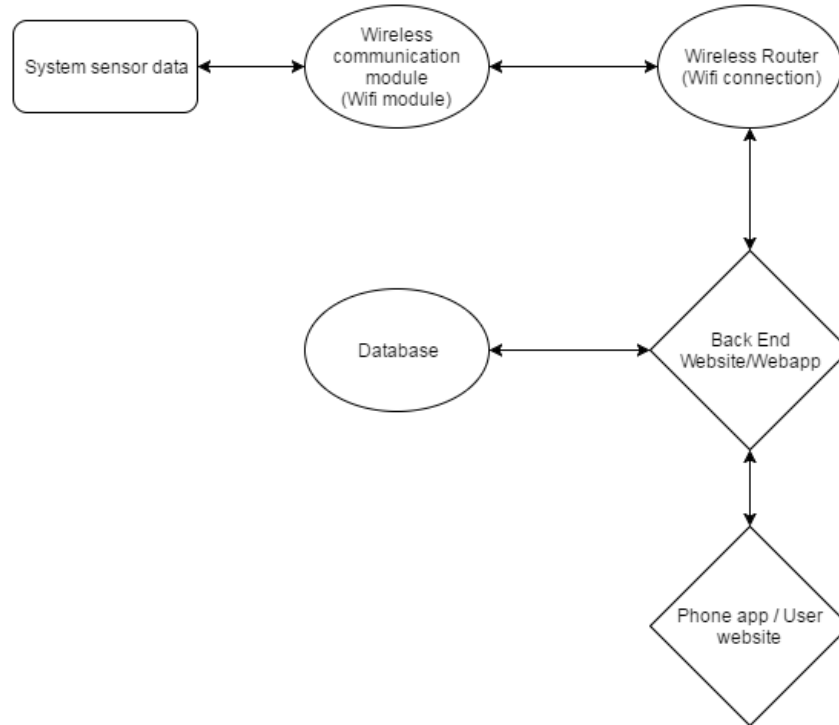 System sensor data
Wireless
communication
module
(Wifi module)
Wireless Router
(Wifi connection)
Database
Back End
Website/Webapp
Phone app / User
website